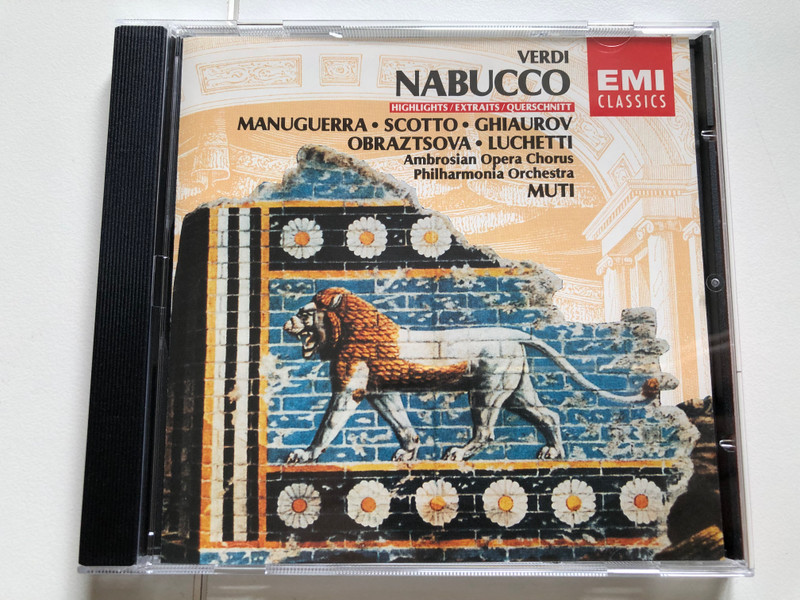 VERDI
NABUCCO
HIGHLIGHTS/EXTRAITS/QUERSCHNITT
MANUGUERRA • SCOTTO • GHIAUROV
OBRAZTSOVA • LUCHETTI
Ambrosian Opera Chorus
Philharmonia Orchestra
MUTI
EMI
CLASSICS